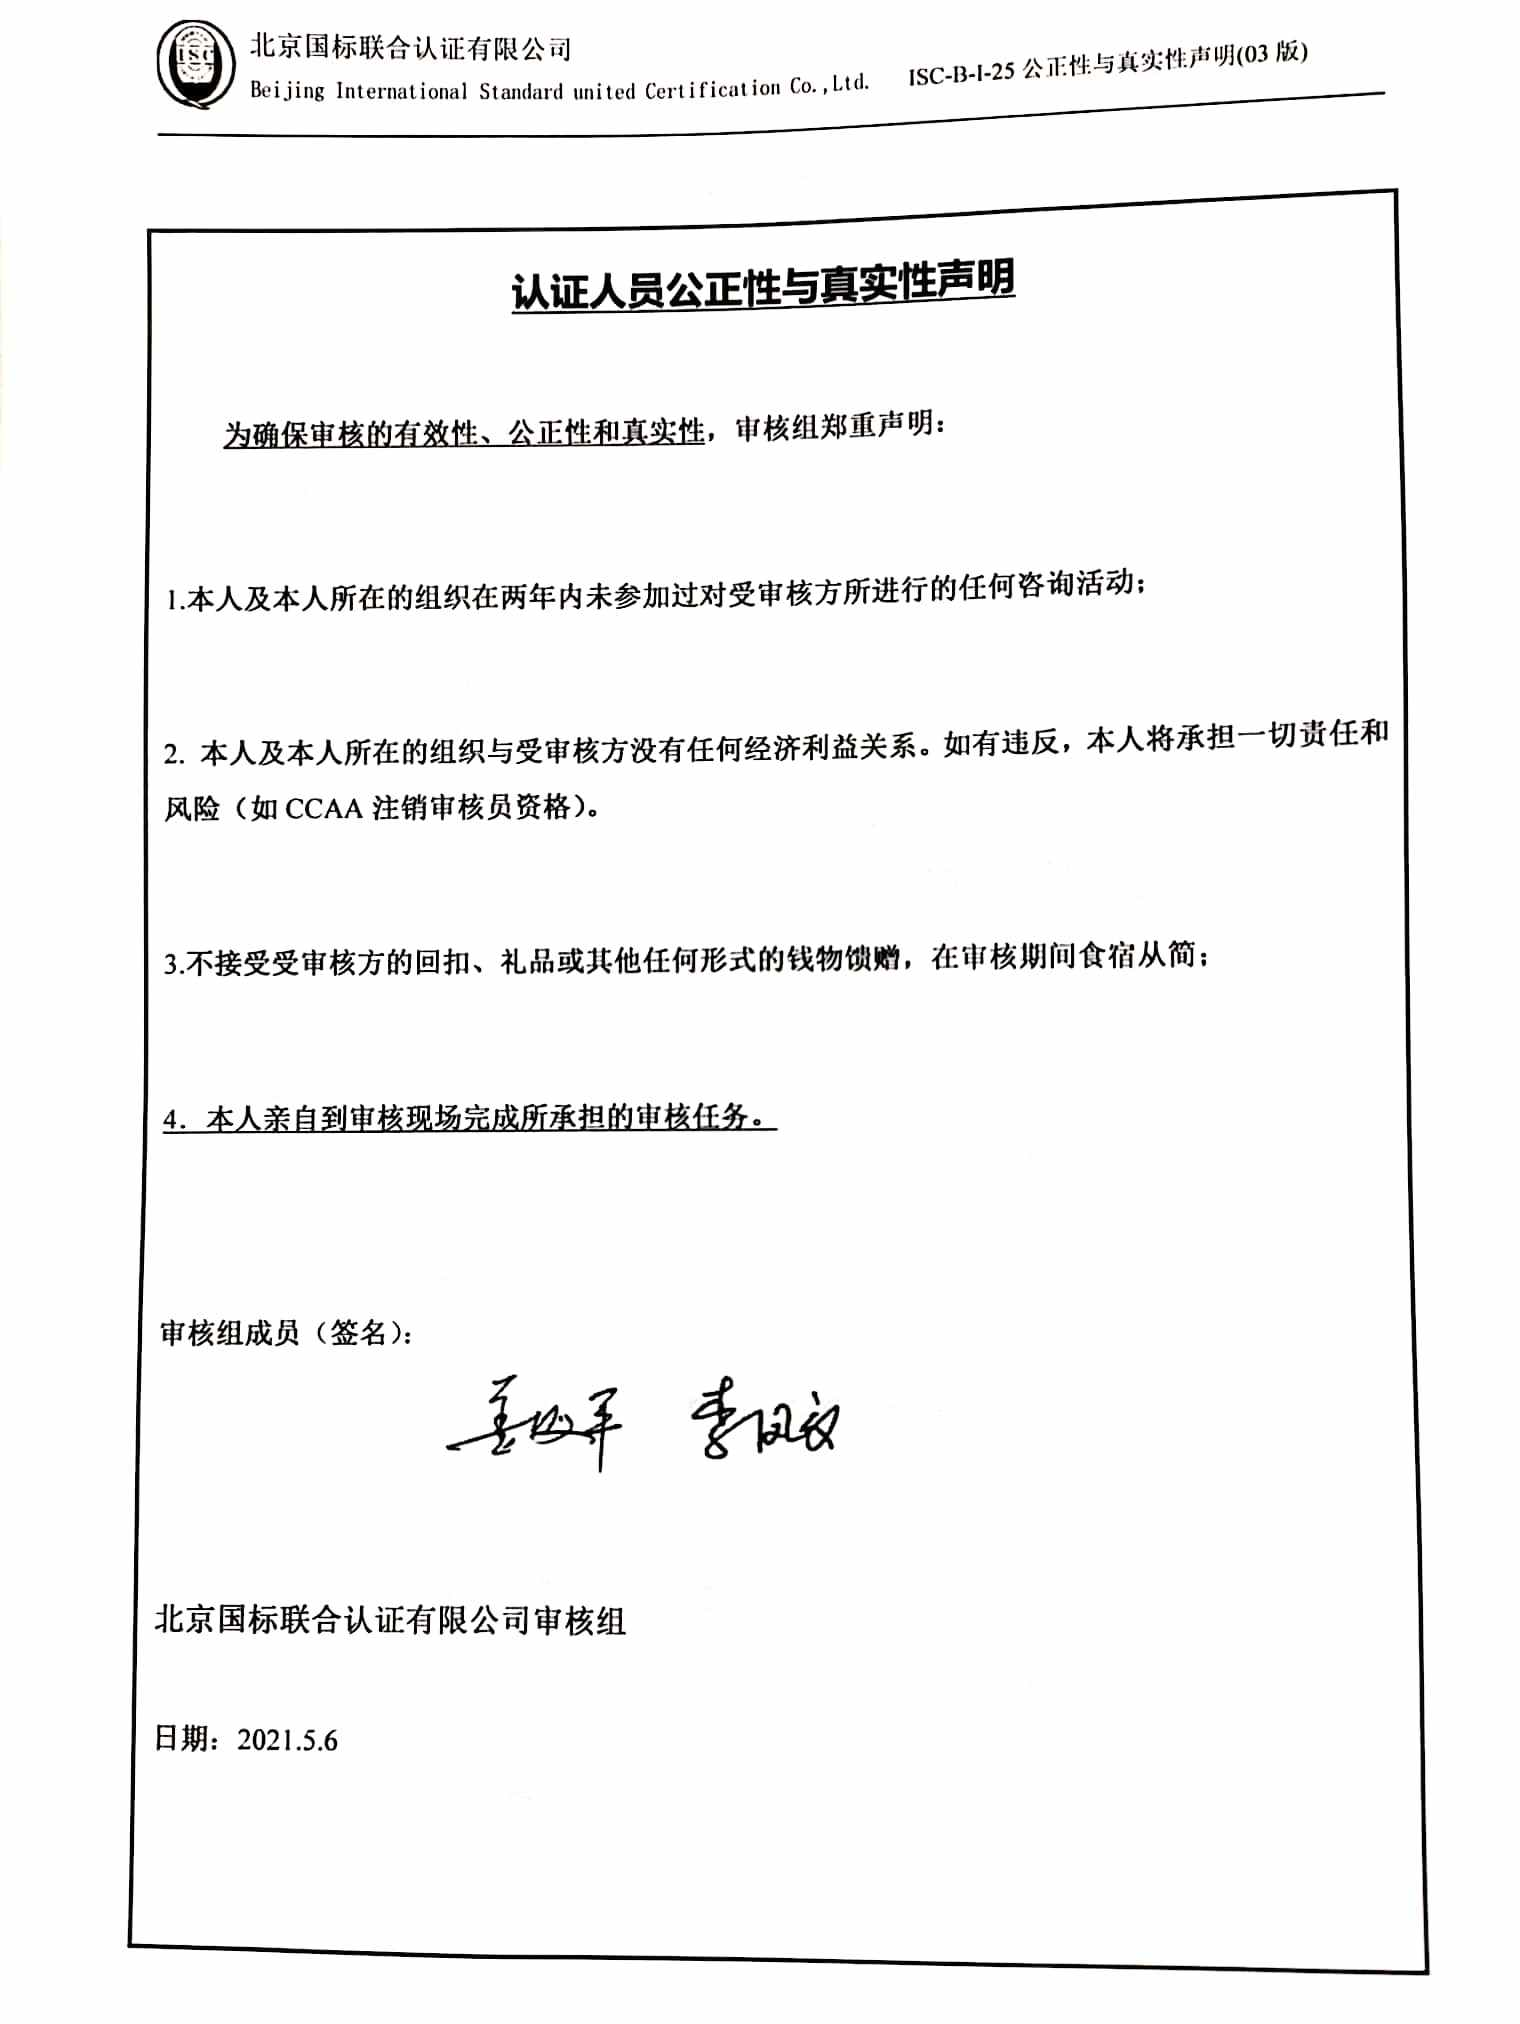 北京国标联合认证有限公司
Beijing International Standard united Certification Co.,Ltd. ISC-B-I-25 公正性与真实性声明(03 版)
ISC
认证人员公正性与真实性声明
为确保审核的有效性、公正性和真实性，审核组郑重声明：
1.本人及本人所在的组织在两年内未参加过对受审核方所进行的任何咨询活动；
2. 本人及本人所在的组织与受审核方没有任何经济利益关系。如有违反，本人将承担一切责任和
风险（如 CCAA 注销审核员资格）。
3.不接受受审核方的回扣、礼品或其他任何形式的钱物馈赠，在审核期间食宿从简；
4. 本人亲自到审核现场完成所承担的审核任务。
审核组成员（签名）：
北京国标联合认证有限公司审核组
日期：2021.5.6